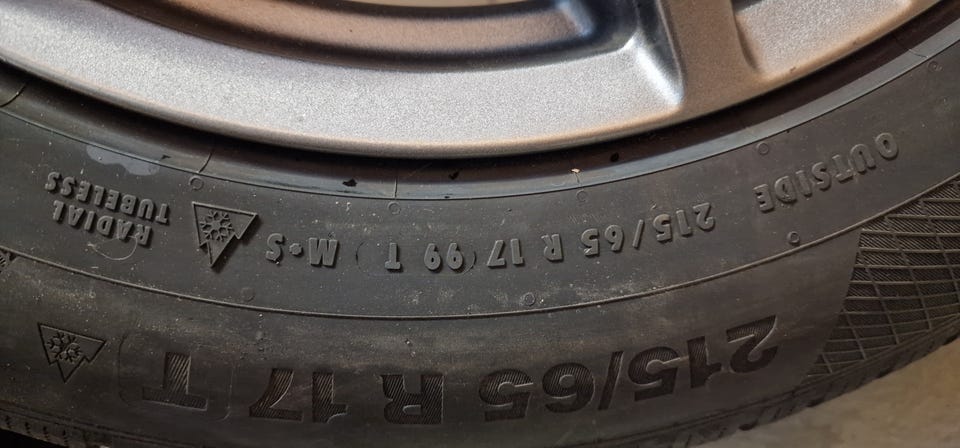 OUTSIDE 215/65 R 17 99 T M+S RADIAL
TUBELESS
215/65 R 17 T